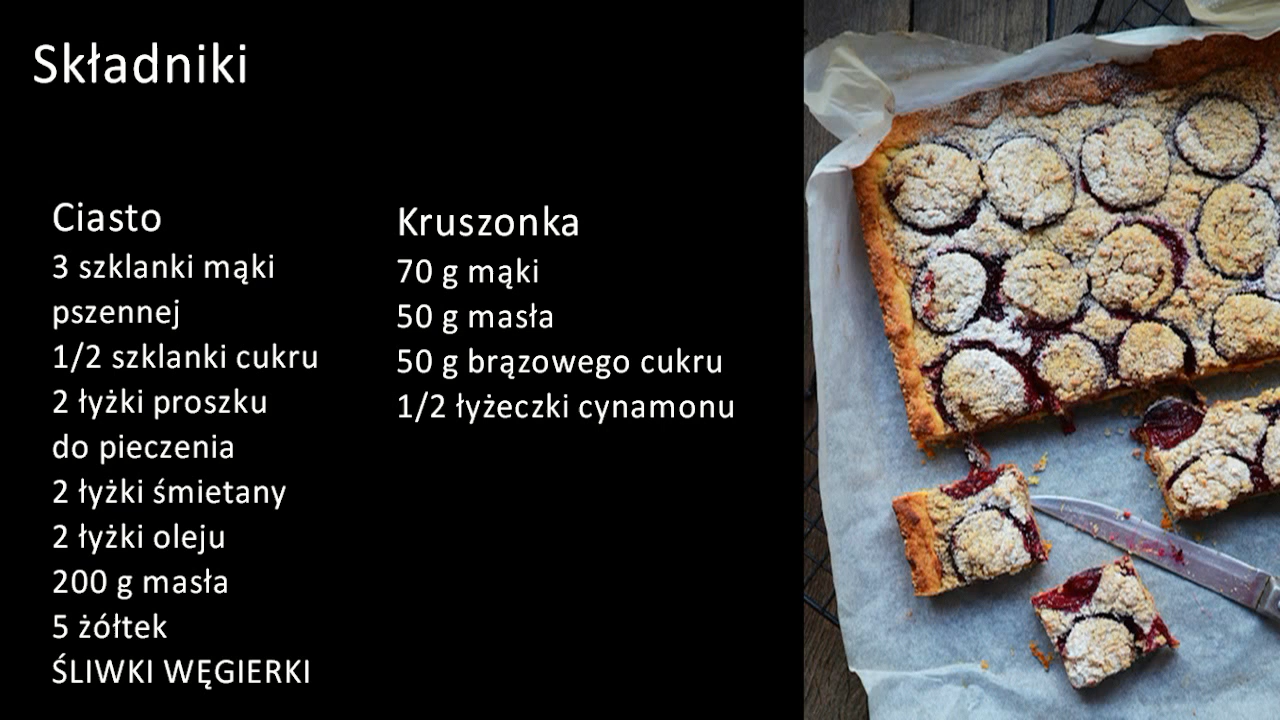 Składniki
Ciasto
3 szklanki mąki
pszennej
1/2 szklanki cukru
2 łyżki proszku
do pieczenia
2 łyżki śmietany
2 łyżki oleju
200 g masła
5 żółtek
ŚLIWKI WĘGIERKI
Kruszonka
70 g mąki
50 g masła
50 g brązowego cukru
1/2 łyżeczki cynamonu